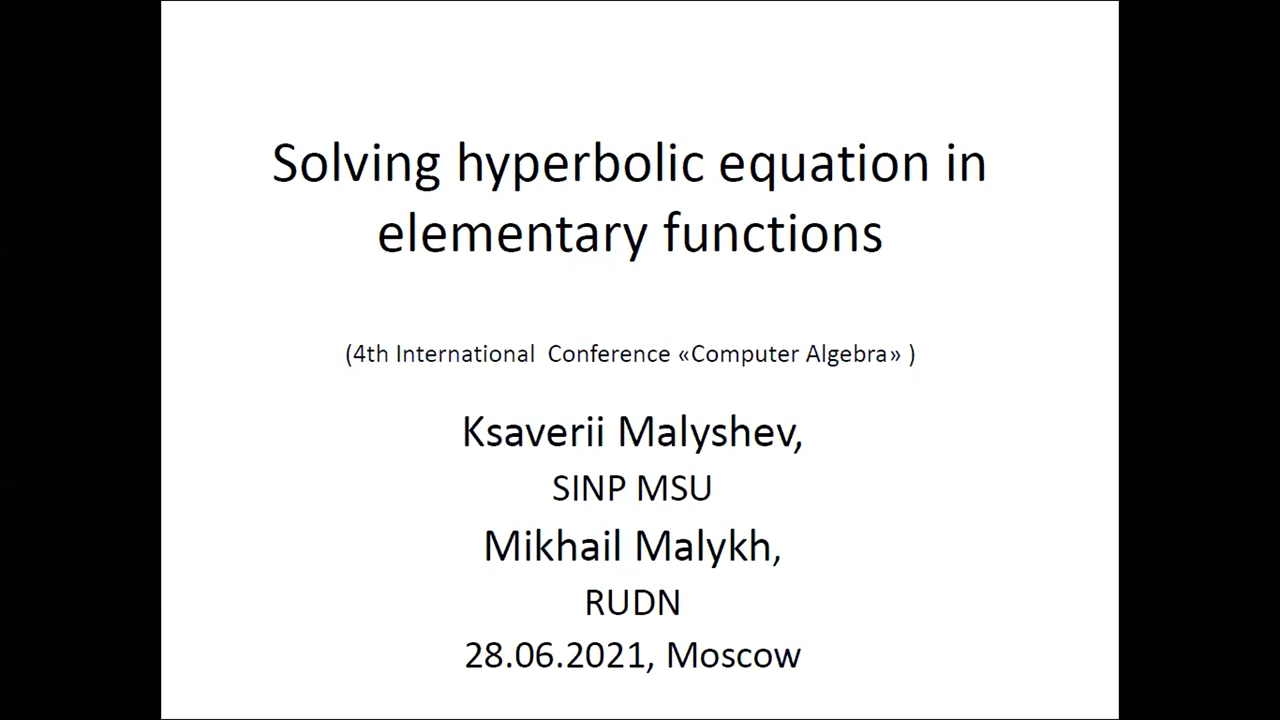 Solving hyperbolic equation in
elementary functions
(4th International Conference «Computer Algebra» )
Ksaverii Malyshev,
SINP MSU
Mikhail Malykh,
RUDN
28.06.2021, Moscow